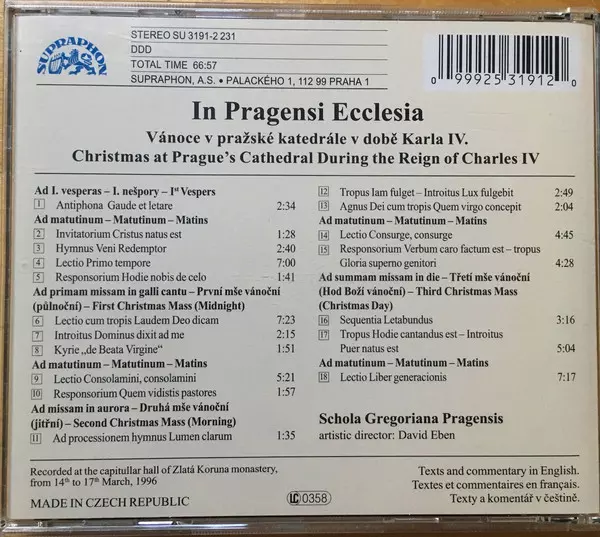 SUPRAPHON
STEREO SU 3191-2 231
DDD
TOTAL TIME 66:57
SUPRAPHON, A.S. • PALACKÉHO 1, 112 99 PRAHA 1
0 99925 31912 0
In Pragensi Ecclesia
Vánoce v pražské katedrále v době Karla IV.
Christmas at Prague's Cathedral During the Reign of Charles IV
Ad I. vesperas – I. nešpory – Ist Vespers
1 Antiphona Gaude et letare 2:34
Ad matutinum – Matutinum – Matins
2 Invitatorium Cristus natus est 1:28
3 Hymnus Veni Redemptor 2:40
4 Lectio Primo tempore 7:00
5 Responsorium Hodie nobis de celo 1:41
Ad primam missam in galli cantu – První mše vánoční
(půlnoční) – First Christmas Mass (Midnight)
6 Lectio cum tropis Laudem Deo dicam 7:23
7 Introitus Dominus dixit ad me 2:15
8 Kyrie „de Beata Virgine" 1:51
Ad matutinum – Matutinum – Matins
9 Lectio Consolamini, consolamini 5:21
10 Responsorium Quem vidistis pastores 1:57
Ad missam in aurora – Druhá mše vánoční
(jitřní) – Second Christmas Mass (Morning)
11 Ad processionem hymnus Lumen clarum 1:35
12 Tropus Iam fulget – Introitus Lux fulgebit 2:49
13 Agnus Dei cum tropis Quem virgo concepit 2:04
Ad matutinum – Matutinum – Matins
14 Lectio Consurge, consurge 4:45
15 Responsorium Verbum caro factum est – tropus
Gloria superno genitori 4:28
Ad summam missam in die – Třetí mše vánoční
(Hod Boží vánoční) – Third Christmas Mass
(Christmas Day)
16 Sequentia Letabundus 3:16
17 Tropus Hodie cantandus est – Introitus
Puer natus est 5:04
Ad matutinum – Matutinum – Matins
18 Lectio Liber generacionis 7:17
Schola Gregoriana Pragensis
artistic director: David Eben
Recorded at the capitullar hall of Zlatá Koruna monastery,
from 14th to 17th March, 1996
MADE IN CZECH REPUBLIC
LC 0358
Texts and commentary in English.
Textes et commentaires en français.
Texty a komentář v češtině.